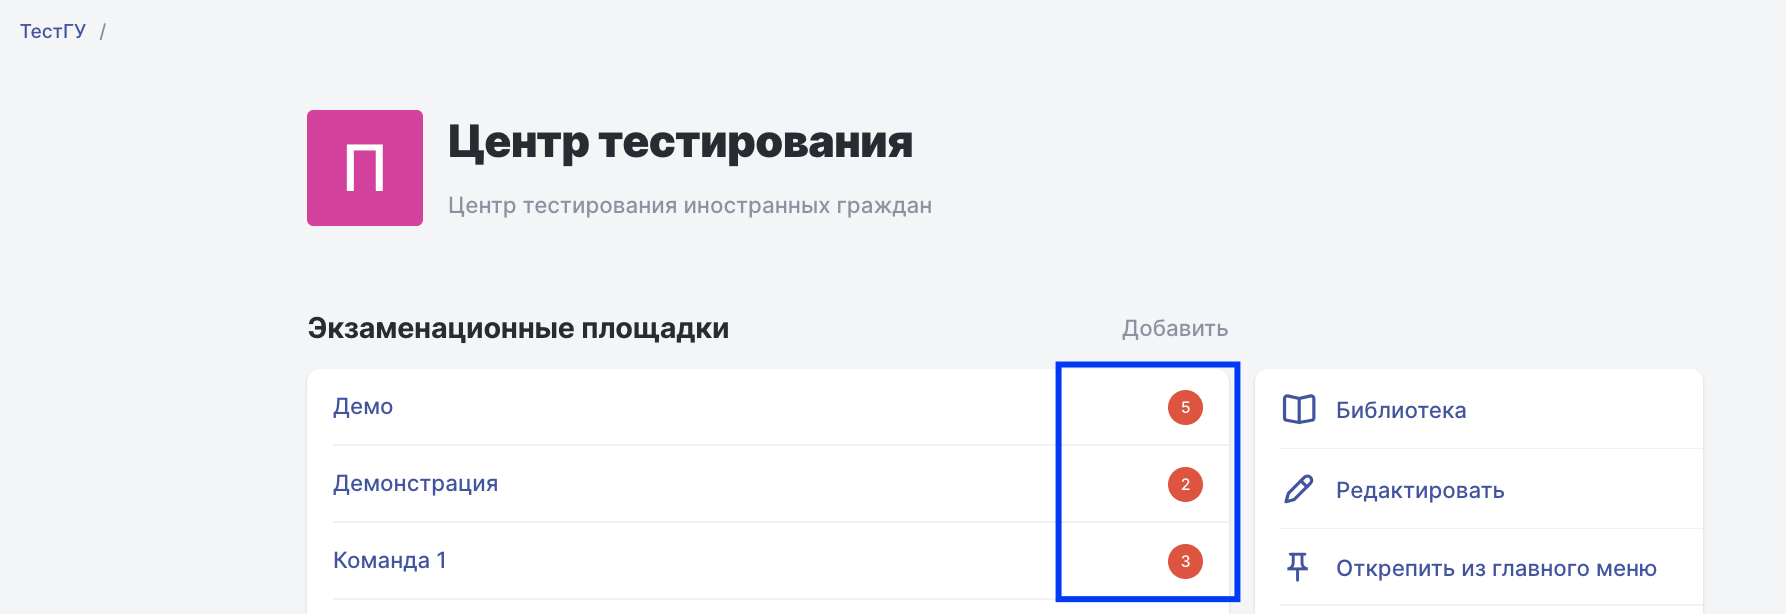 ТестГУ /
П
Центр тестирования
Центр тестирования иностранных граждан
Экзаменационные площадки
Добавить
Демо 5
Демонстрация 2
Команда 1 3
Библиотека
Редактировать
Открепить из главного меню